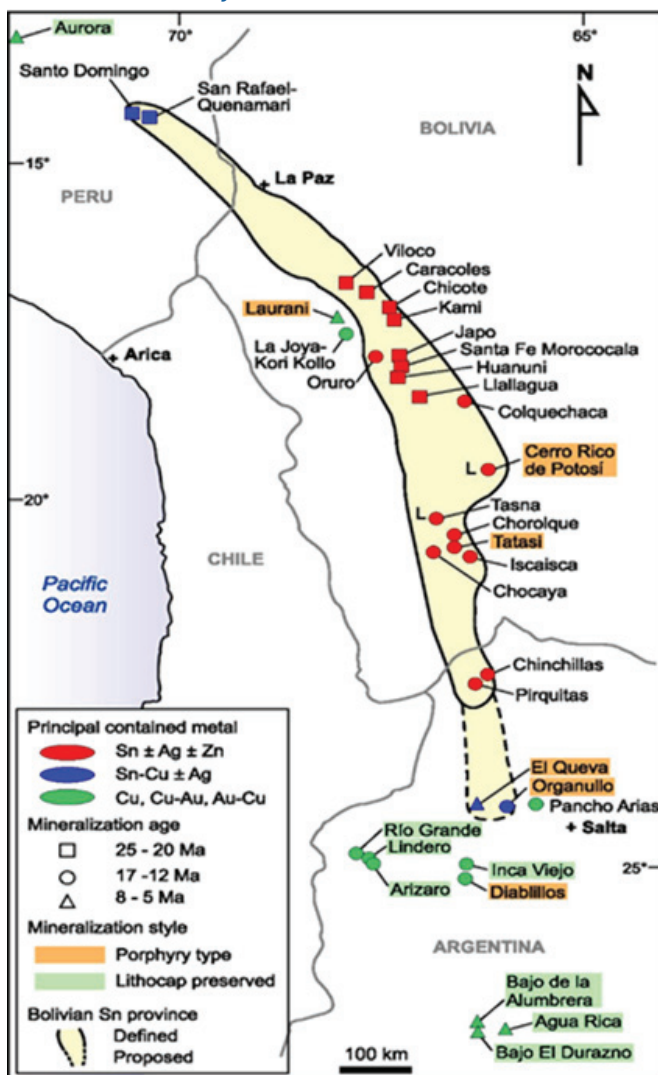 Aurora
70°
65°
Santo Domingo
San Rafael-
Quenamari
N
BOLIVIA
15°
PERU
La Paz
Viloco
Caracoles
Chicote
Kami
Laurani
Japo
La Joya-
Kori Kollo
Santa Fe Morococala
Arica
Oruro
Huanuni
Llallagua
Colquechaca
L
Cerro Rico
de Potosí
20°
L
Tasna
Chorolque
Tatasi
Iscaisca
Chocaya
CHILE
Pacific
Ocean
Chinchillas
Pirquitas
Principal contained metal
Sn ± Ag ± Zn
Sn-Cu ± Ag
Cu, Cu-Au, Au-Cu
Mineralization age
25 - 20 Ma
17 -12 Ma
8 - 5 Ma
Mineralization style
Porphyry type
Lithocap preserved
Bolivian Sn province
Defined
Proposed
El Queva
Organullo
Pancho Arias
Salta
Río Grande
Lindero
Arizaro
Inca Viejo
25°
Diablillos
ARGENTINA
Bajo de la
Alumbrera
Agua Rica
Bajo El Durazno
100 km